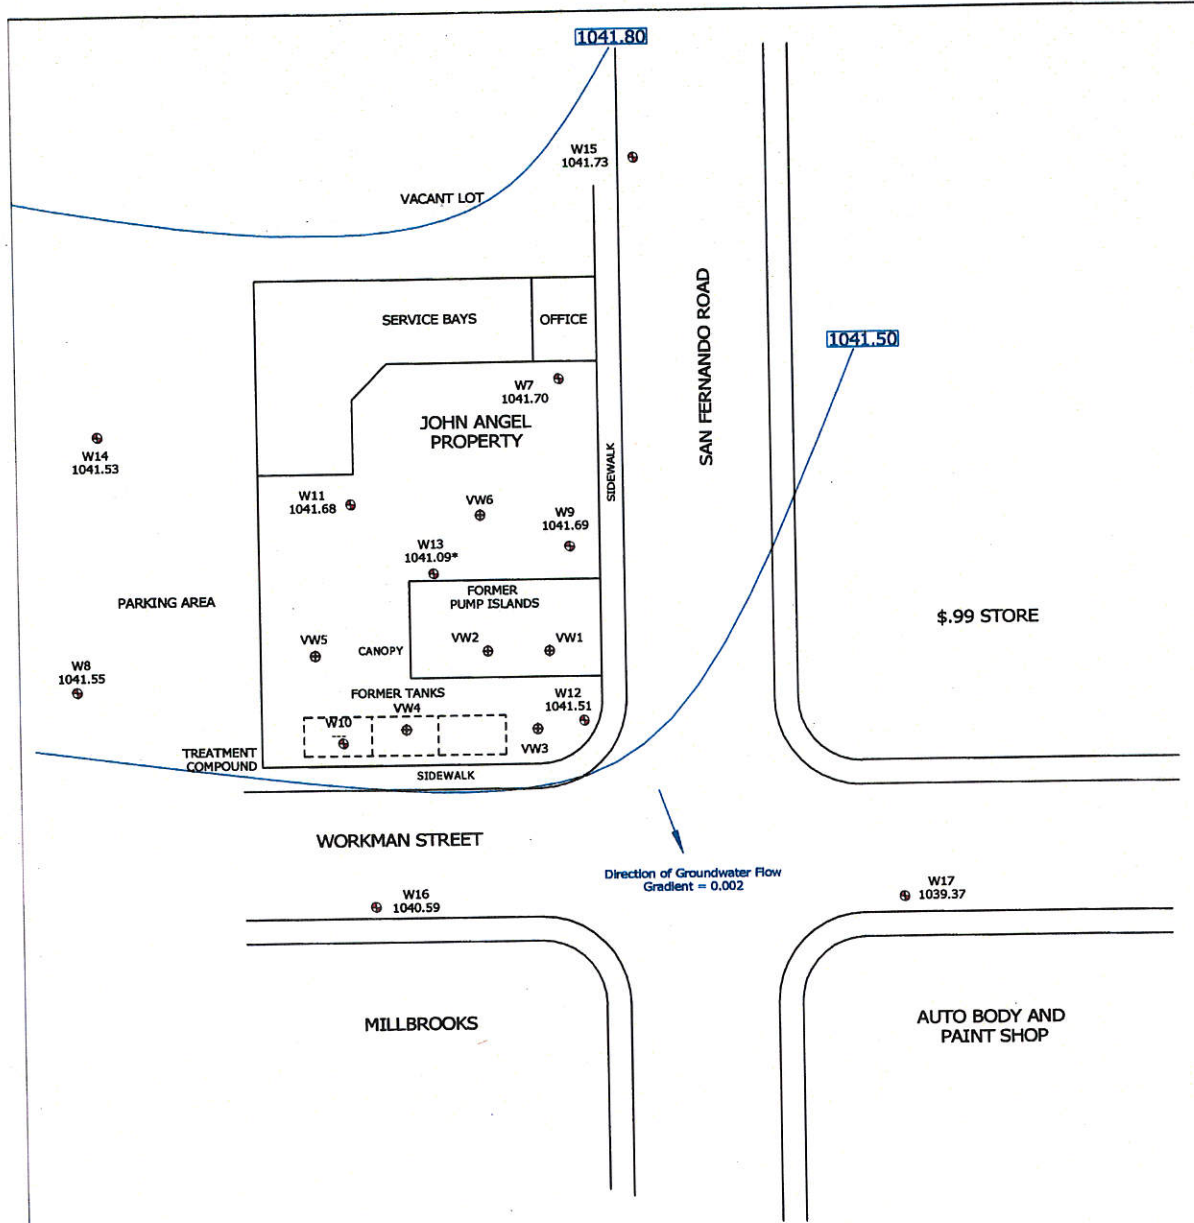 1041.80
W15
1041.73
VACANT LOT
SERVICE BAYS
OFFICE
SAN FERNANDO ROAD
1041.50
W7
1041.70
JOHN ANGEL
PROPERTY
SIDEWALK
W14
1041.53
W11
1041.68
VW6
W9
1041.69
W13
1041.09*
FORMER
PUMP ISLANDS
PARKING AREA
$.99 STORE
VW5
CANOPY
VW2
VW1
W8
1041.55
FORMER TANKS
VW4
W10
---
W12
1041.51
VW3
TREATMENT
COMPOUND
SIDEWALK
WORKMAN STREET
Direction of Groundwater Flow
Gradient = 0.002
W16
1040.59
W17
1039.37
MILLBROOKS
AUTO BODY AND
PAINT SHOP